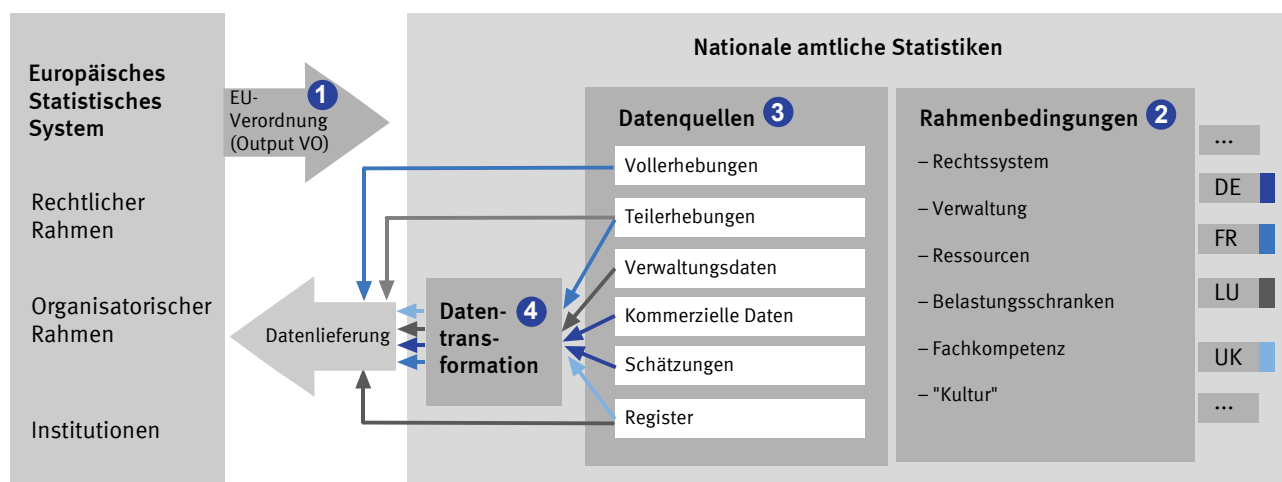 Europäisches
Statistisches
System
Rechtlicher
Rahmen
Organisatorischer
Rahmen
Institutionen
EU-
Verordnung
(Output VO)
1
Datenlieferung
Nationale amtliche Statistiken
Daten-
trans-
formation
4
Datenquellen
3
Vollerhebungen
Teilerhebungen
Verwaltungsdaten
Kommerzielle Daten
Schätzungen
Register
Rahmenbedingungen
2
– Rechtssystem
– Verwaltung
– Ressourcen
– Belastungsschranken
– Fachkompetenz
– "Kultur"
...
DE
FR
LU
UK
...